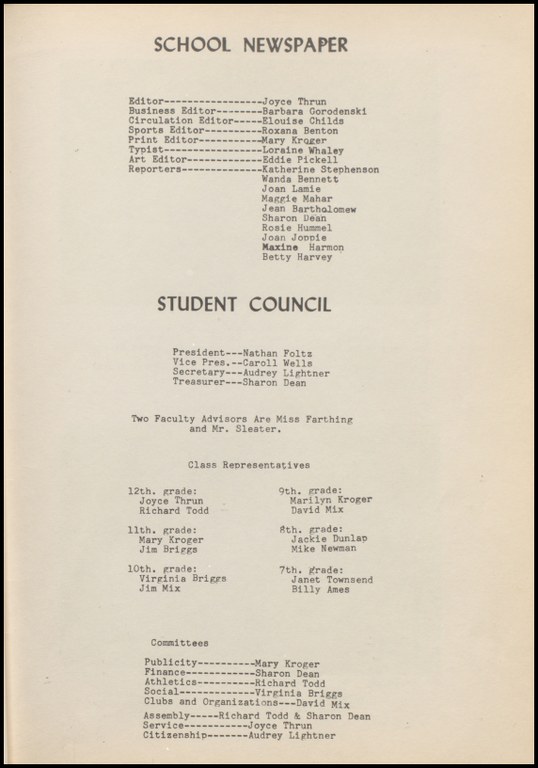 SCHOOL NEWSPAPER
Editor-----------------Joyce Thrun
Business Editor--------Barbara Gorodenski
Circulation Editor-----Elouise Childs
Sports Editor----------Roxana Benton
Print Editor-----------Mary Kroger
Typist-----------------Loraine Whaley
Art Editor-------------Eddie Pickell
Reporters--------------Katherine Stephenson
Wanda Bennett
Joan Lamie
Maggie Mahar
Jean Bartholomew
Sharon Dean
Rosie Hummel
Joan Joppie
Maxine Harmon
Betty Harvey
STUDENT COUNCIL
President---Nathan Foltz
Vice Pres.--Caroll Wells
Secretary---Audrey Lightner
Treasurer---Sharon Dean
Two Faculty Advisors Are Miss Farthing
and Mr. Sleater.
Class Representatives
12th. grade:
Joyce Thrun
Richard Todd
11th. grade:
Mary Kroger
Jim Briggs
10th. grade:
Virginia Briggs
Jim Mix
9th. grade:
Marilyn Kroger
David Mix
8th. grade:
Jackie Dunlap
Mike Newman
7th. grade:
Janet Townsend
Billy Ames
Committees
Publicity----------Mary Kroger
Finance------------Sharon Dean
Athletics----------Richard Todd
Social-------------Virginia Briggs
Clubs and Organizations---David Mix
Assembly-----Richard Todd & Sharon Dean
Service-----------Joyce Thrun
Citizenship-------Audrey Lightner